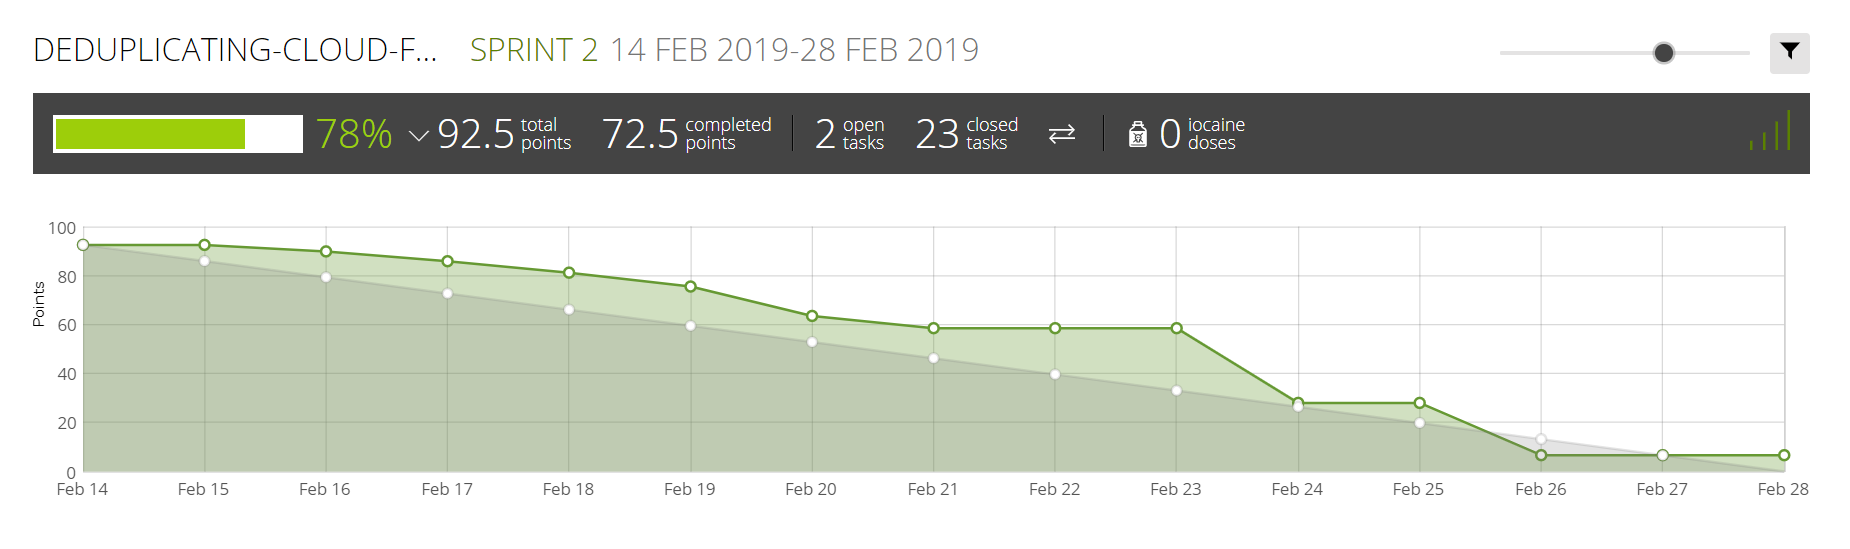 DEDUPLICATING-CLOUD-F... SPRINT 2 14 FEB 2019-28 FEB 2019
78% 92.5 total points 72.5 completed points 2 open tasks 23 closed tasks 0 iocaine doses
100
80
60
40
20
0
Points
Feb 14 Feb 15 Feb 16 Feb 17 Feb 18 Feb 19 Feb 20 Feb 21 Feb 22 Feb 23 Feb 24 Feb 25 Feb 26 Feb 27 Feb 28